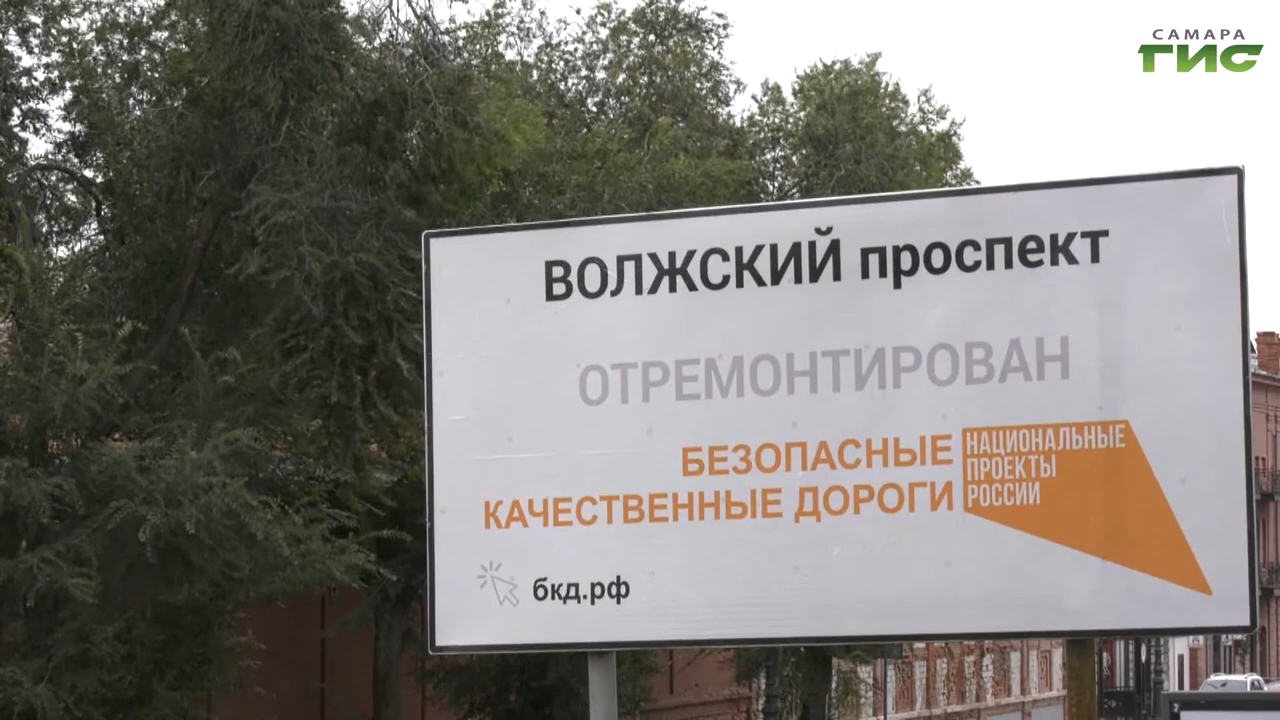 САМАРА
ГИС
ВОЛЖСКИЙ проспект
ОТРЕМОНТИРОВАН
БЕЗОПАСНЫЕ
КАЧЕСТВЕННЫЕ ДОРОГИ
НАЦИОНАЛЬНЫЕ
ПРОЕКТЫ
РОССИИ
бкд.рф